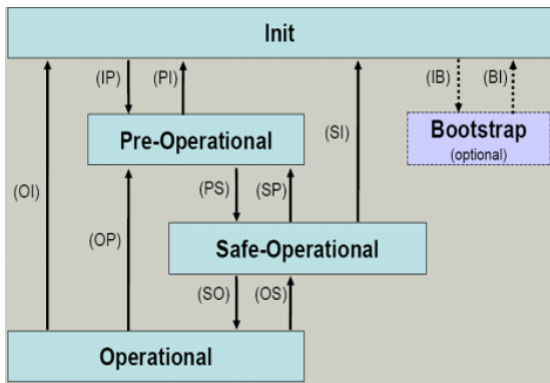 Init
(IP)
(PI)
(IB)
(BI)
(SI)
Pre-Operational
Bootstrap
(optional)
(OI)
(PS)
(SP)
(OP)
Safe-Operational
(SO)
(OS)
Operational